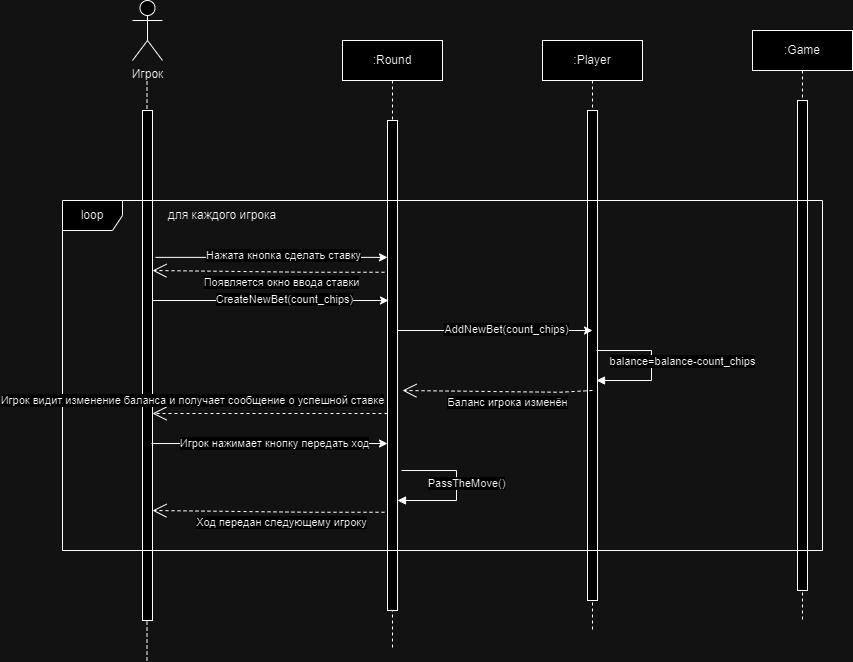 Игрок
:Round
:Player
:Game
loop
для каждого игрока
Нажата кнопка сделать ставку
Появляется окно ввода ставки
CreateNewBet(count_chips)
AddNewBet(count_chips)
balance=balance-count_chips
Игрок видит изменение баланса и получает сообщение о успешной ставке
Баланс игрока изменён
Игрок нажимает кнопку передать ход
PassTheMove()
Ход передан следующему игроку